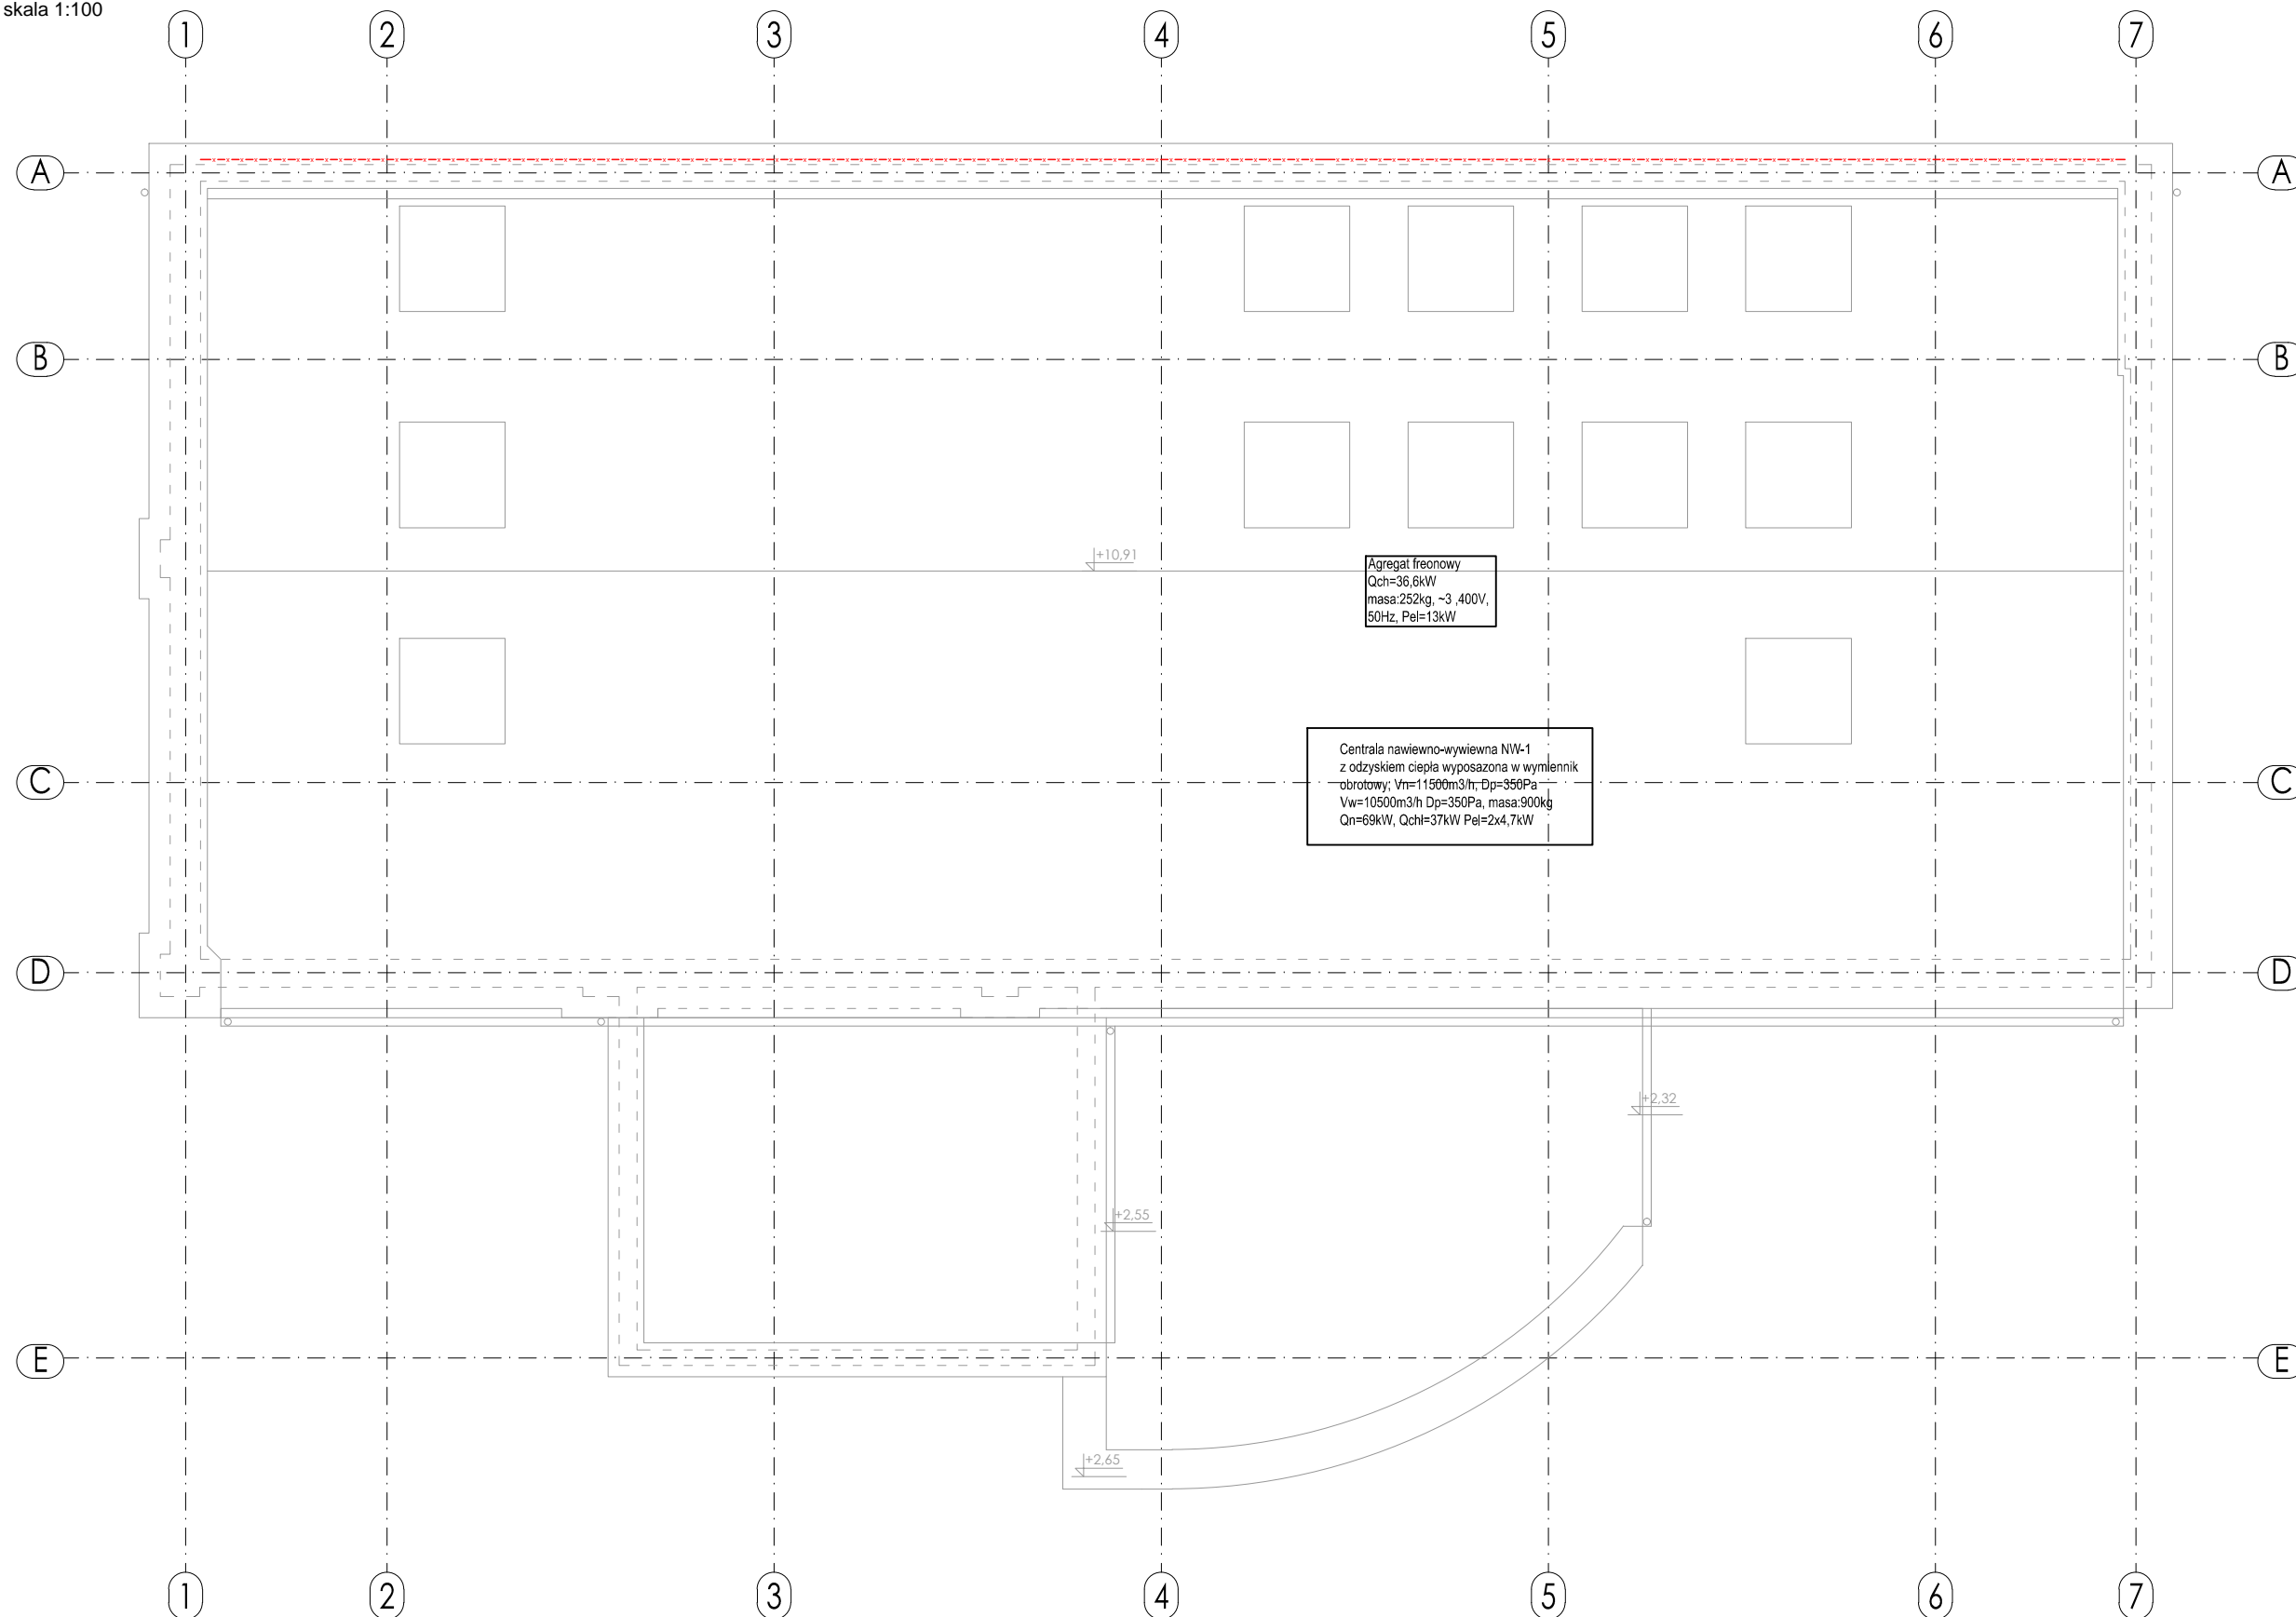 skala 1:100
1 2 3 4 5 6 7
A A
B B
+10,91
Agregat freonowy
Qch=36,6kW
masa:252kg, ~3 ,400V,
50Hz, Pel=13kW
Centrala nawiewno-wywiewna NW-1
z odzyskiem ciepła wyposazona w wymiennik
obrotowy; Vn=11500m3/h, Dp=350Pa
Vw=10500m3/h Dp=350Pa, masa:900kg
Qn=69kW, Qchł=37kW Pel=2x4,7kW
C C
D D
+2,32
+2,55
E E
+2,65
1 2 3 4 5 6 7